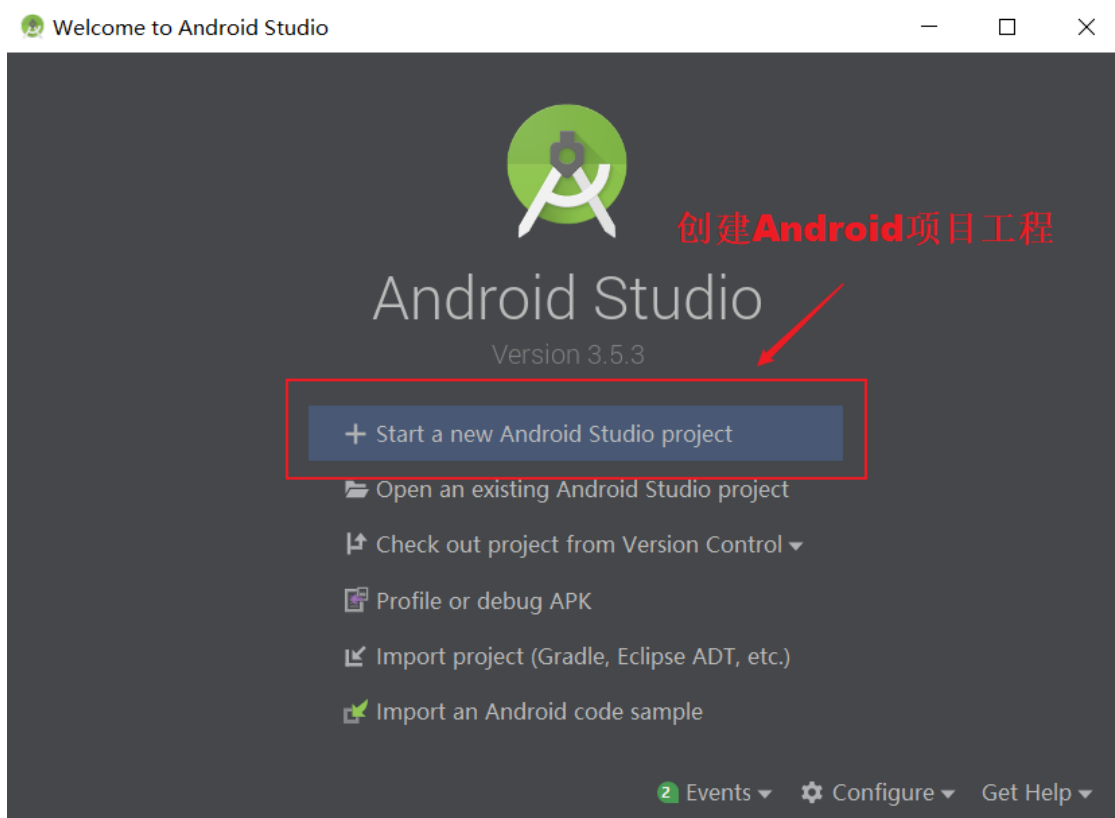 Welcome to Android Studio
创建Android项目工程
Android Studio
Version 3.5.3
Start a new Android Studio project
Open an existing Android Studio project
Check out project from Version Control
Profile or debug APK
Import project (Gradle, Eclipse ADT, etc.)
Import an Android code sample
2 Events Configure Get Help